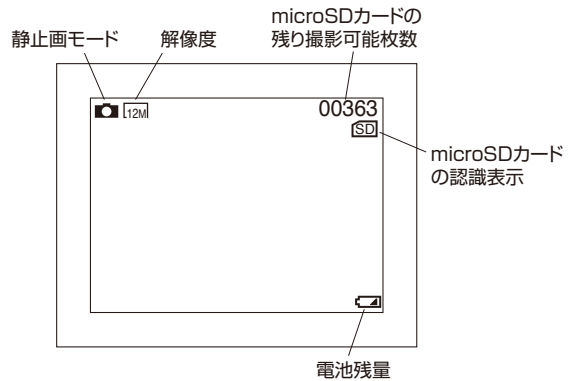 microSDカードの
残り撮影可能枚数
静止画モード
解像度
12M
00363
SD
microSDカード
の認識表示
電池残量